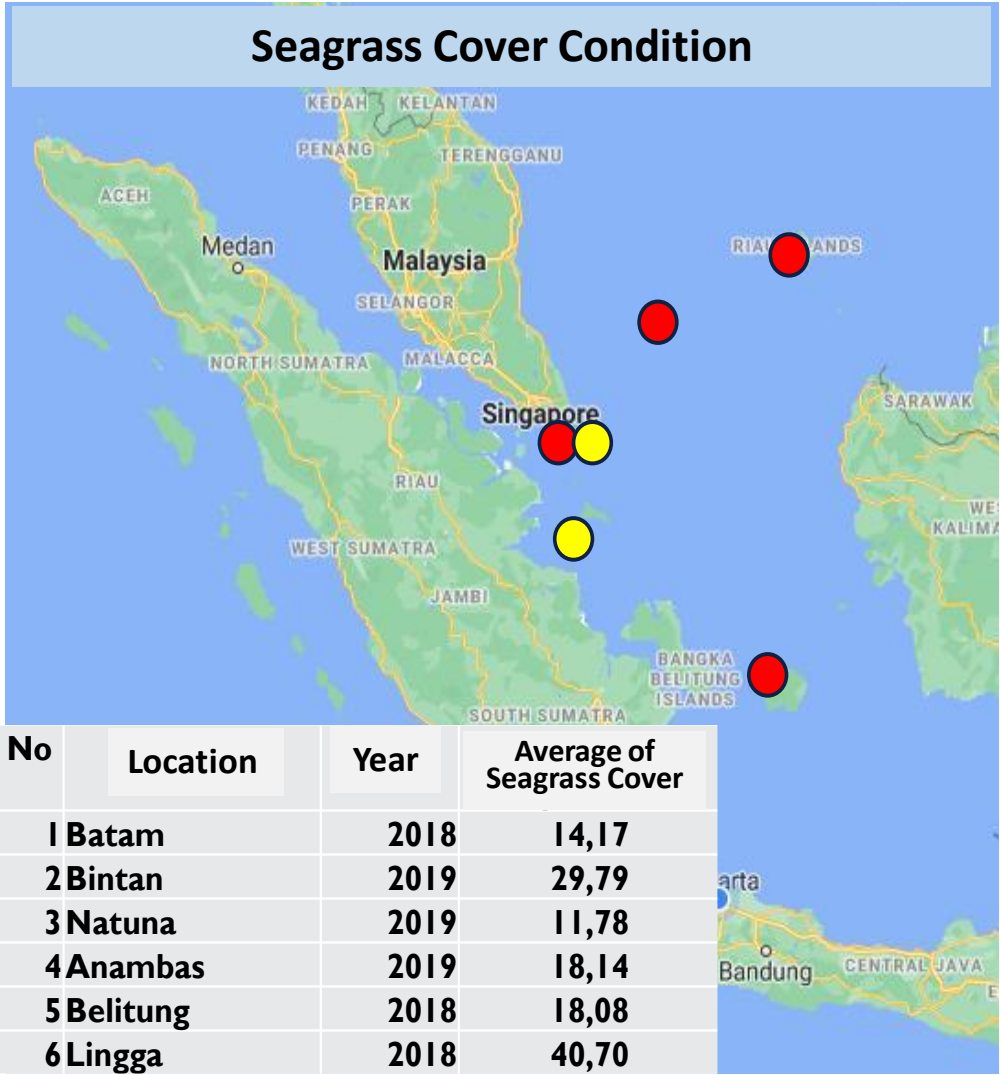 Seagrass Cover Condition
KEDAH
KELANTAN
PENANG
TERENGGANU
ACEH
PERAK
Medan
Malaysia
SELANGOR
NORTH SUMATRA
MALACCA
Singapore
SARAWAK
RIAU
WEST SUMATRA
JAMBI
BANGKA
BELITUNG
ISLANDS
SOUTH SUMATRA
No Location Year Average of
Seagrass Cover
1 Batam 2018 14,17
2 Bintan 2019 29,79
3 Natuna 2019 11,78
4 Anambas 2019 18,14
5 Belitung 2018 18,08
6 Lingga 2018 40,70
arta
Bandung
CENTRAL JAVA